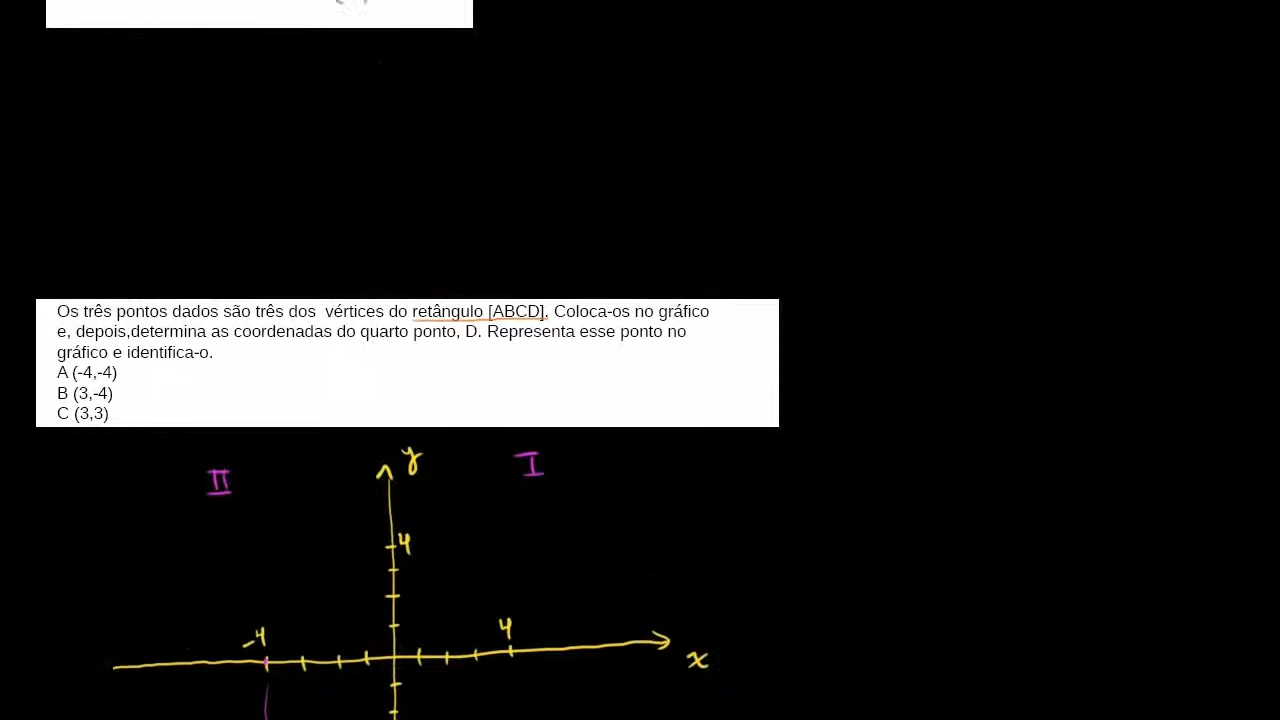 Os três pontos dados são três dos  vértices do retângulo [ABCD]. Coloca-os no gráfico
e, depois,determina as coordenadas do quarto ponto, D. Representa esse ponto no
gráfico e identifica-o.
A (-4,-4)
B (3,-4)
C (3,3)
y
II I
4
-4 4
x